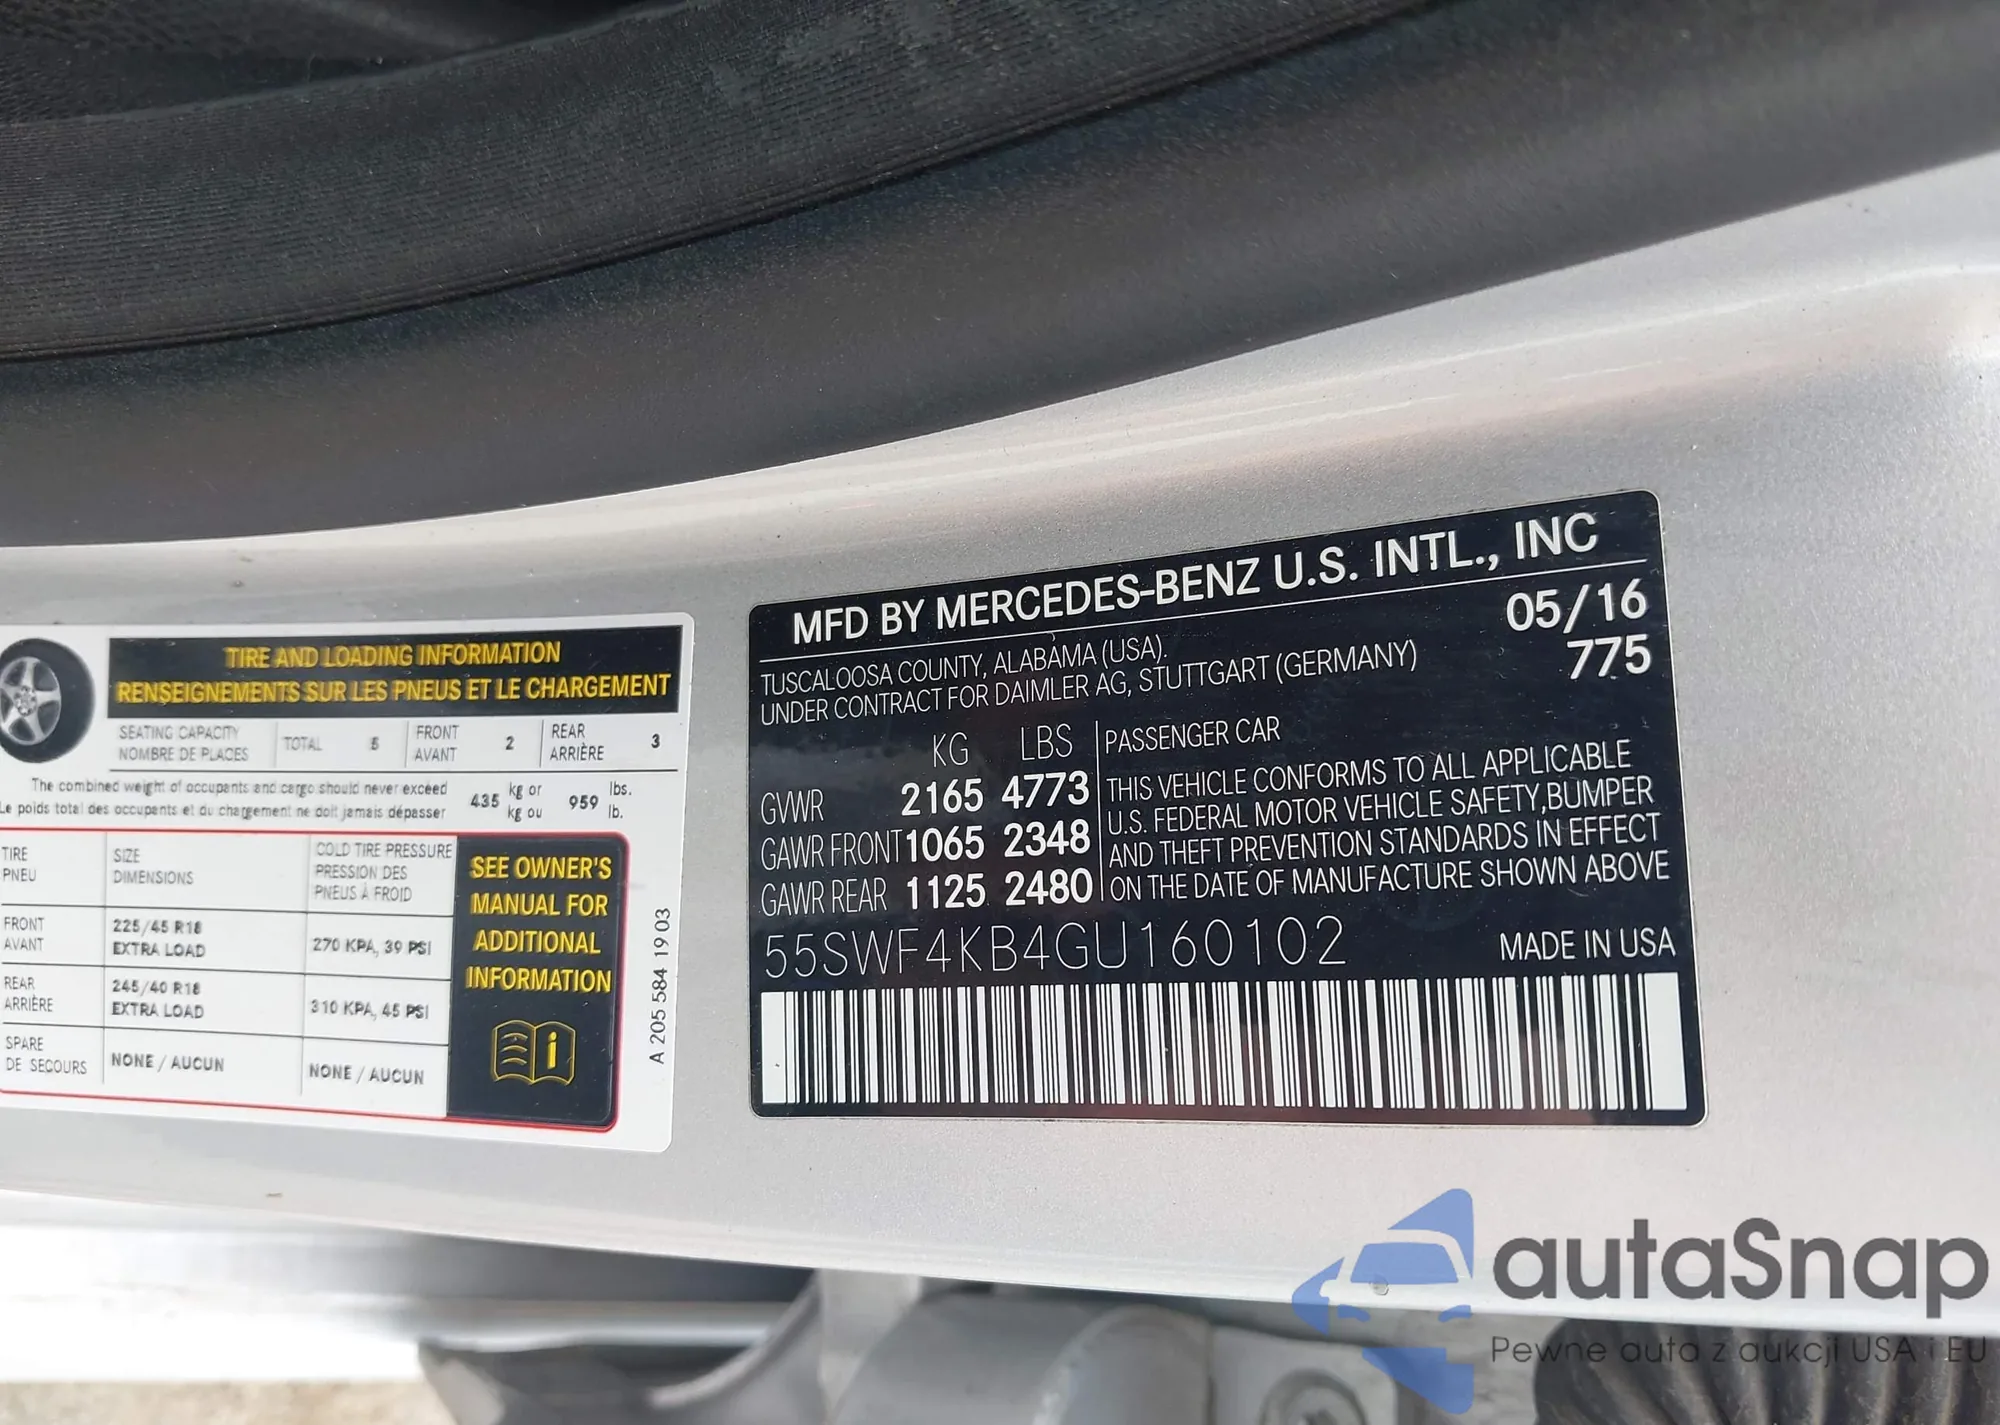 TIRE AND LOADING INFORMATION
RENSEIGNEMENTS SUR LES PNEUS ET LE CHARGEMENT
SEATING CAPACITY
NOMBRE DE PLACES
TOTAL 5
FRONT
AVANT
2
REAR
ARRIÈRE
3
The combined weight of occupants and cargo should never exceed
Le poids total des occupants et du chargement ne doit jamais dépasser
435 kg or
kg ou
959 lbs.
lb.
TIRE
PNEU
SIZE
DIMENSIONS
COLD TIRE PRESSURE
PRESSION DES
PNEUS À FROID
FRONT
AVANT
225/45 R18
EXTRA LOAD
270 KPA, 39 PSI
REAR
ARRIÈRE
245/40 R18
EXTRA LOAD
310 KPA, 45 PSI
SPARE
DE SECOURS
NONE / AUCUN
NONE / AUCUN
SEE OWNER'S
MANUAL FOR
ADDITIONAL
INFORMATION
A 205 584 19 03
MFD BY MERCEDES-BENZ U.S. INTL., INC
TUSCALOOSA COUNTY, ALABAMA (USA).
UNDER CONTRACT FOR DAIMLER AG, STUTTGART (GERMANY)
05/16
775
KG LBS
GVWR 2165 4773
GAWR FRONT 1065 2348
GAWR REAR 1125 2480
PASSENGER CAR
THIS VEHICLE CONFORMS TO ALL APPLICABLE
U.S. FEDERAL MOTOR VEHICLE SAFETY,BUMPER
AND THEFT PREVENTION STANDARDS IN EFFECT
ON THE DATE OF MANUFACTURE SHOWN ABOVE
55SWF4KB4GU160102
MADE IN USA
autaSnap
Pewne auta z aukcji USA i EU